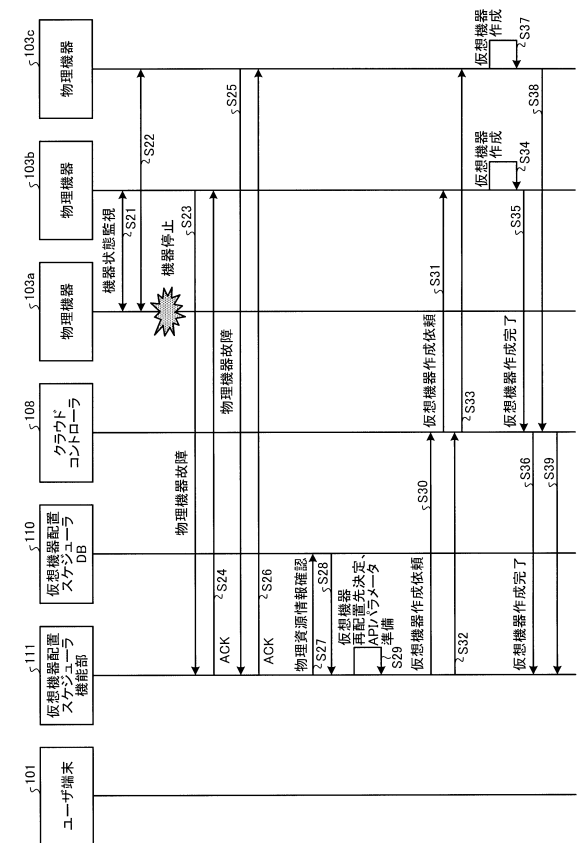 101
ユーザ端末
111
仮想機器配置
スケジューラ
機能部
110
仮想機器配置
スケジューラ
DB
108
クラウド
コントローラ
103a
物理機器
103b
物理機器
103c
物理機器
機器状態監視
S21
S22
機器停止
物理機器故障
S23
S24
ACK
物理機器故障
S25
S26
ACK
物理資源情報確認
S27
S28
仮想機器
再配置先決定、
APIパラメータ
準備
S29
仮想機器作成依頼
S30
仮想機器作成依頼
S31
S32
S33
仮想機器
作成
S34
仮想機器
作成
S37
仮想機器作成完了
S35
仮想機器作成完了
S36
S38
S39